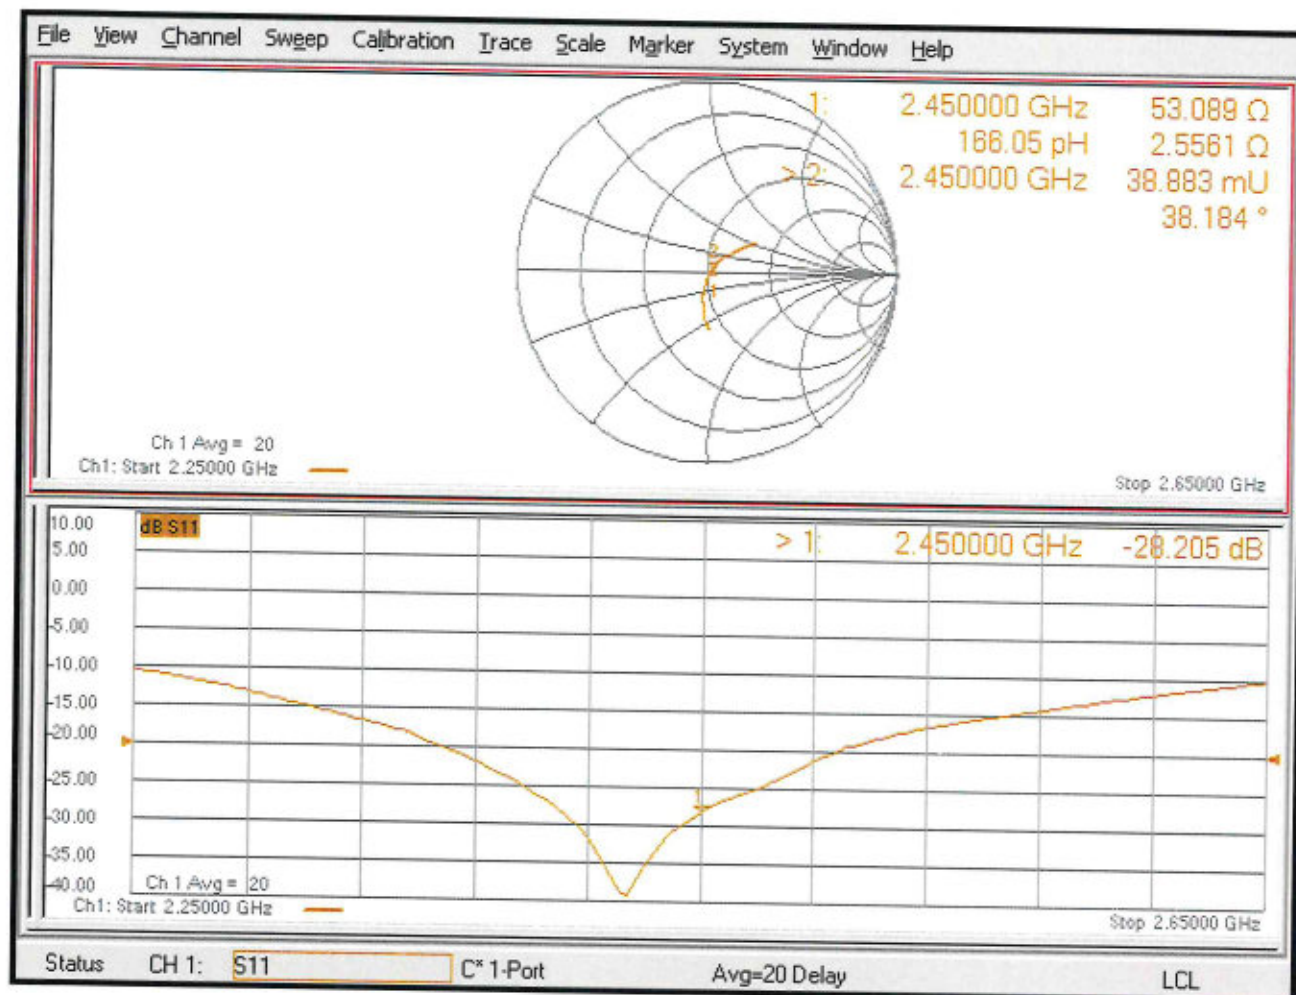 File View Channel Sweep Calibration Trace Scale Marker System Window Help
1: 2.450000 GHz 53.089 Ω
166.05 pH 2.5561 Ω
> 2: 2.450000 GHz 38.883 mU
38.184 °
3
2
1
Ch 1 Avg = 20
Ch1: Start 2.25000 GHz
Stop 2.65000 GHz
10.00
dB S11
> 1: 2.450000 GHz -28.205 dB
5.00
0.00
-5.00
-10.00
-15.00
-20.00
-25.00
1
-30.00
-35.00
-40.00
Ch 1 Avg = 20
Ch1: Start 2.25000 GHz
Stop 2.65000 GHz
Status CH 1: S11 C* 1-Port Avg=20 Delay LCL